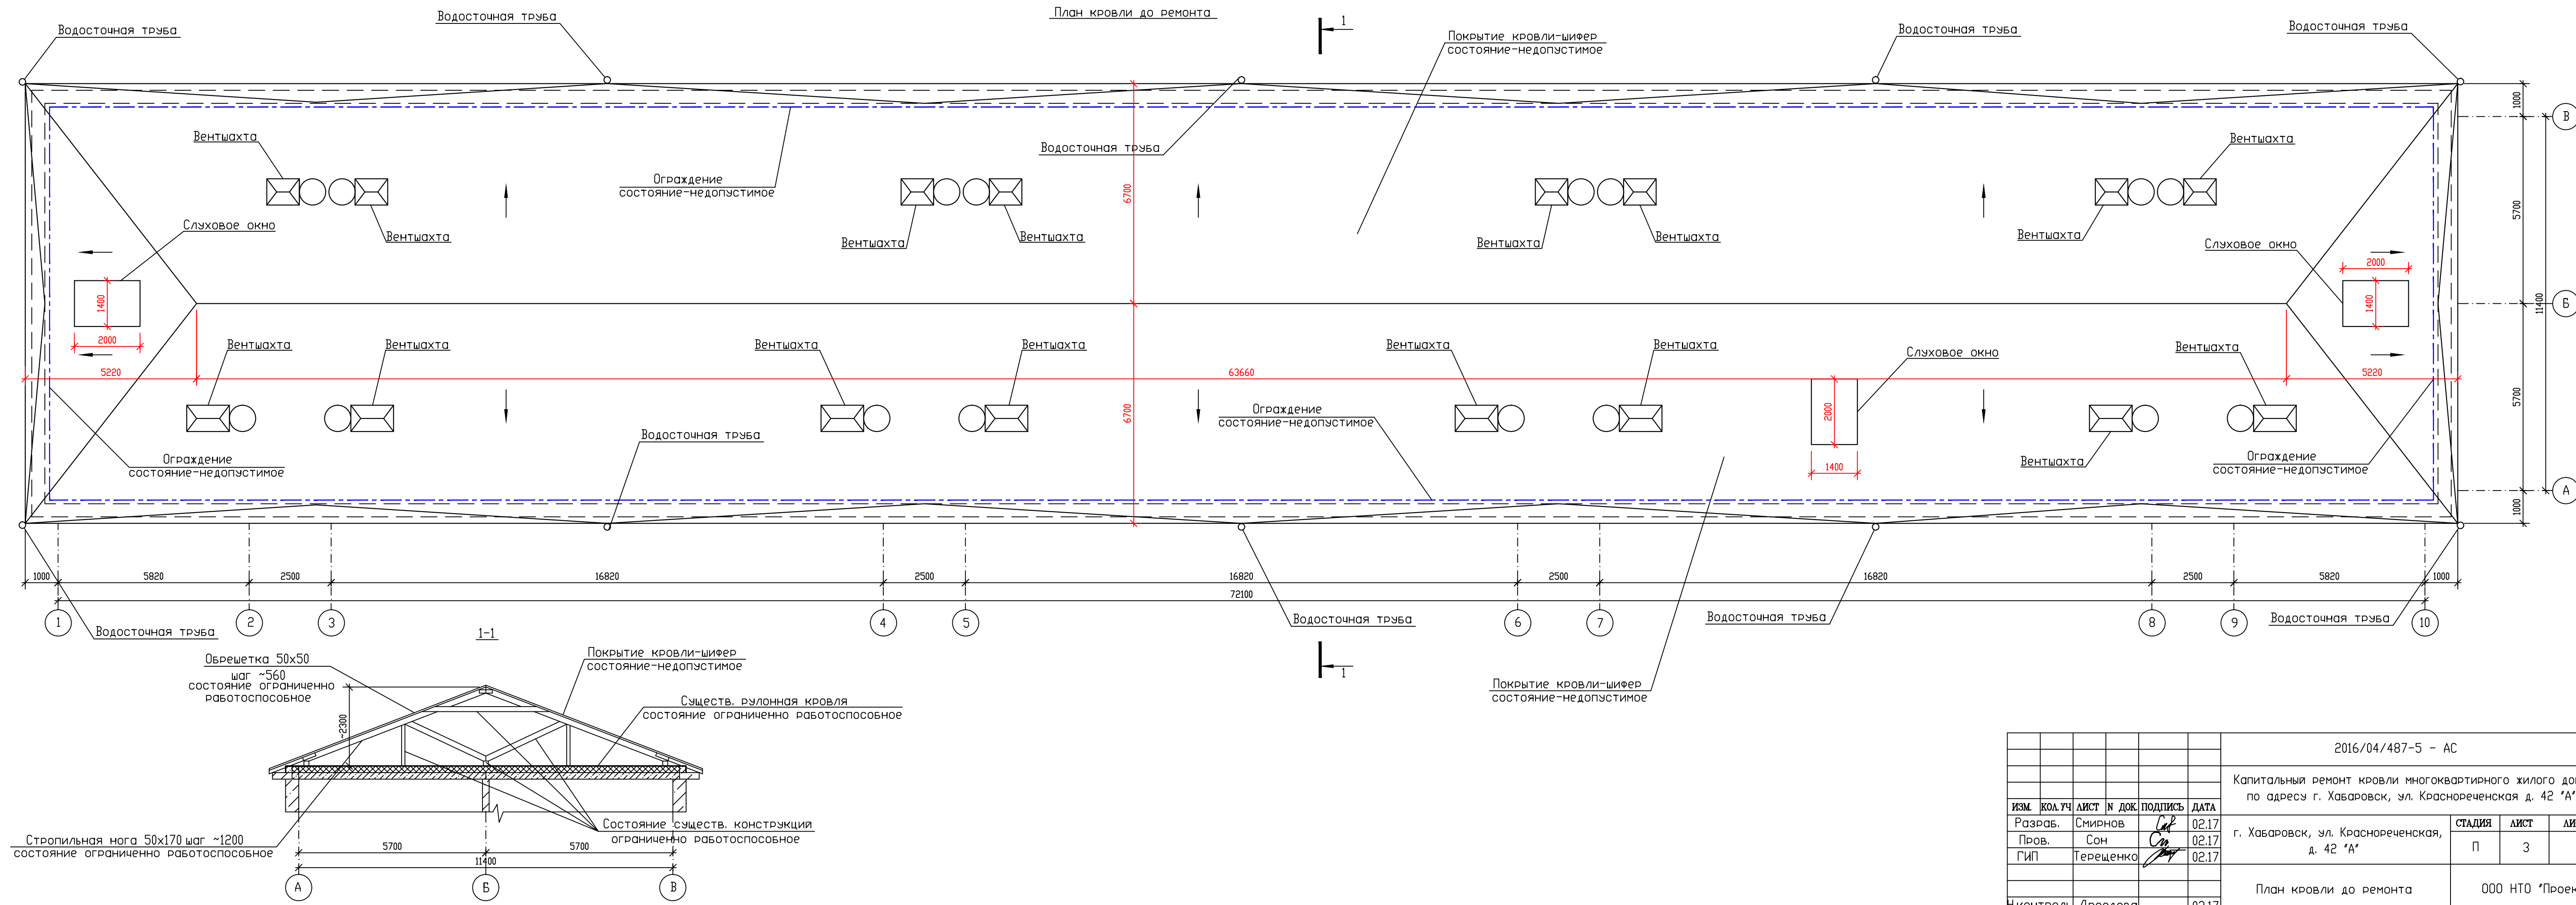 План кровли до ремонта
1
Водосточная труба
Водосточная труба
Покрытие кровли-шифер
состояние-недопустимое
Водосточная труба
Водосточная труба
Вентшахта
Ограждение
состояние-недопустимое
Водосточная труба
Вентшахта
1000
В
Слуховое окно
Вентшахта
Вентшахта
Вентшахта
6700
Вентшахта
Вентшахта
Вентшахта
Слуховое окно
5700
1400
2000
2000
1400
Б
11400
Вентшахта
Вентшахта
Вентшахта
Вентшахта
Вентшахта
Вентшахта
Слуховое окно
Вентшахта
5220
63660
5220
5700
6700
2000
1400
Ограждение
состояние-недопустимое
Водосточная труба
Ограждение
состояние-недопустимое
Вентшахта
Ограждение
состояние-недопустимое
А
1000
1000
5820
2500
16820
2500
16820
2500
16820
2500
5820
1000
72100
1
2
3
4
5
6
7
8
9
10
Водосточная труба
Водосточная труба
Водосточная труба
Водосточная труба
1
Покрытие кровли-шифер
состояние-недопустимое
1-1
Обрешетка 50х50
шаг ~560
состояние ограниченно
работоспособное
Покрытие кровли-шифер
состояние-недопустимое
Существ. рулонная кровля
состояние ограниченно работоспособное
~2300
Стропильная нога 50х170 шаг ~1200
состояние ограниченно работоспособное
Состояние существ. конструкций
ограниченно работоспособное
5700
5700
11400
А
Б
В
2016/04/487-5 - АС
Капитальный ремонт кровли многоквартирного жилого
по адресу г. Хабаровск, ул. Краснореченская д. 42 "А"
ИЗМ. КОЛ.УЧ ЛИСТ N ДОК. ПОДПИСЬ ДАТА
Разраб. Смирнов 02.17
Пров. Сон 02.17
ГИП Терещенко 02.17
г. Хабаровск, ул. Краснореченская,
д. 42 "А"
СТАДИЯ ЛИСТ
П 3
План кровли до ремонта
ООО НТО